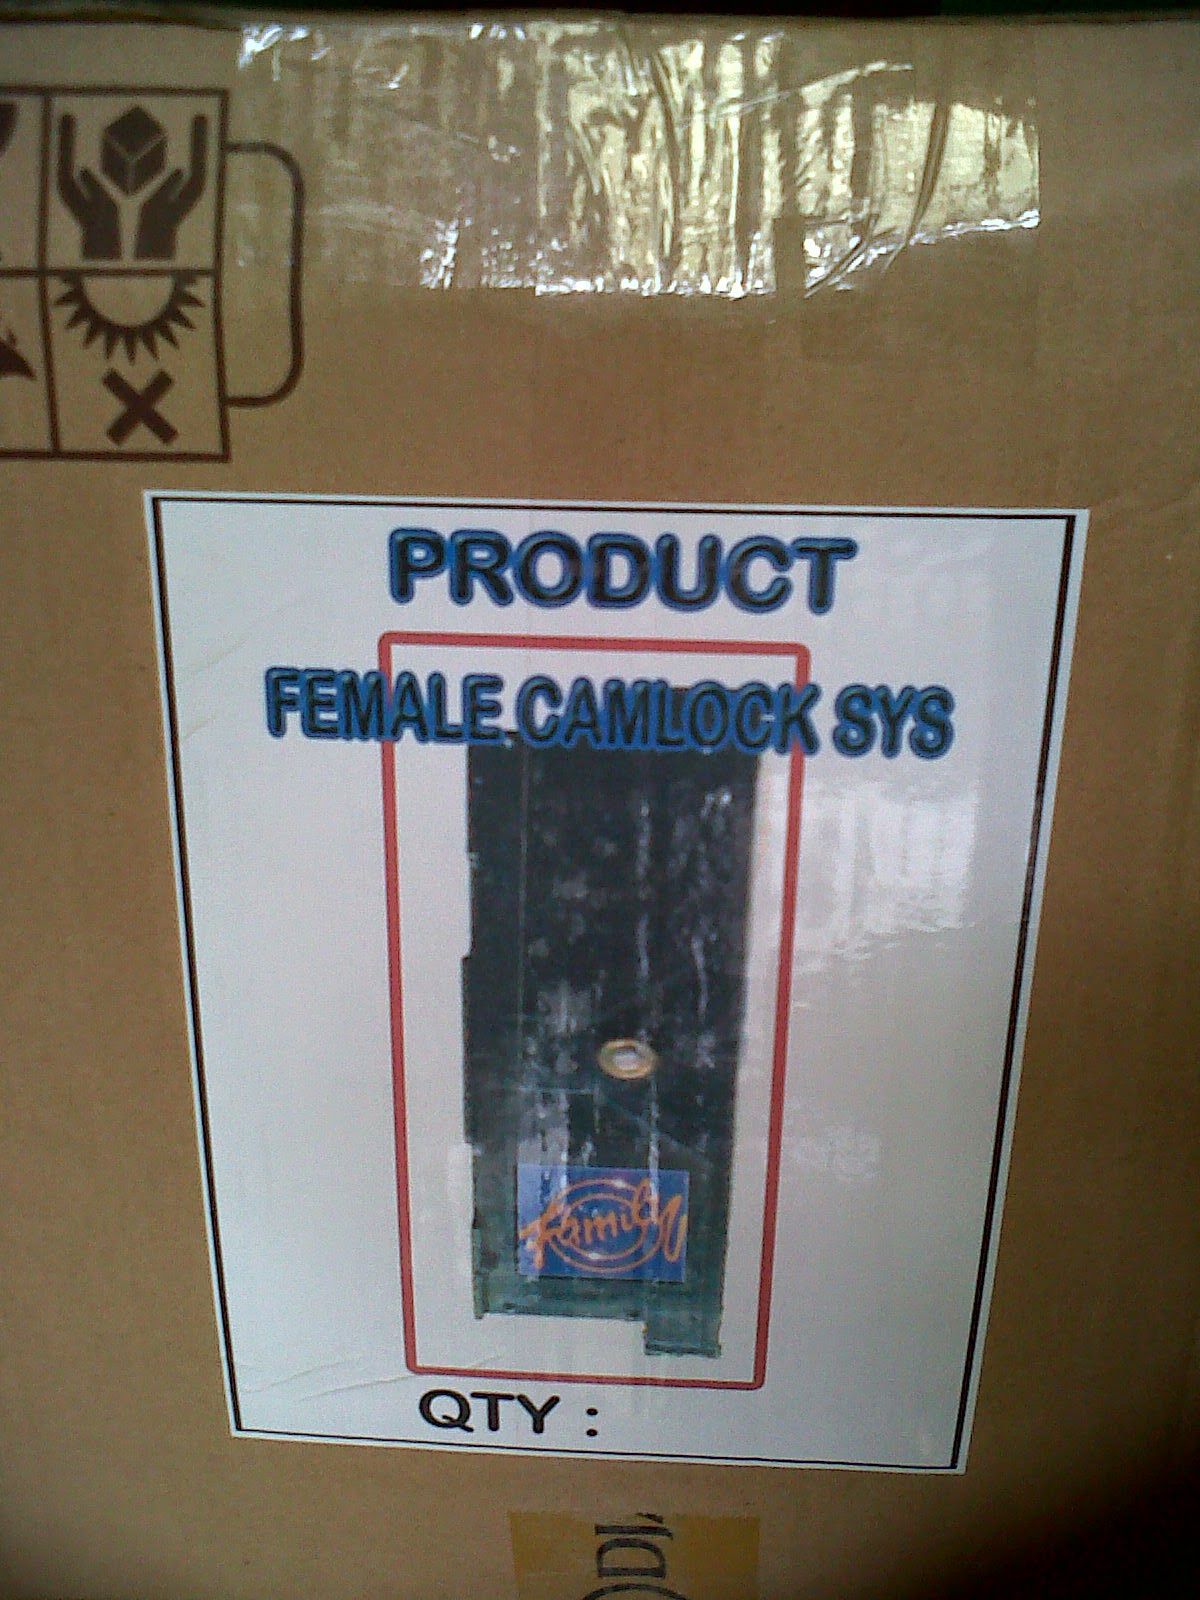 PRODUCT
FEMALE CAMLOCK SYS
Family
QTY :